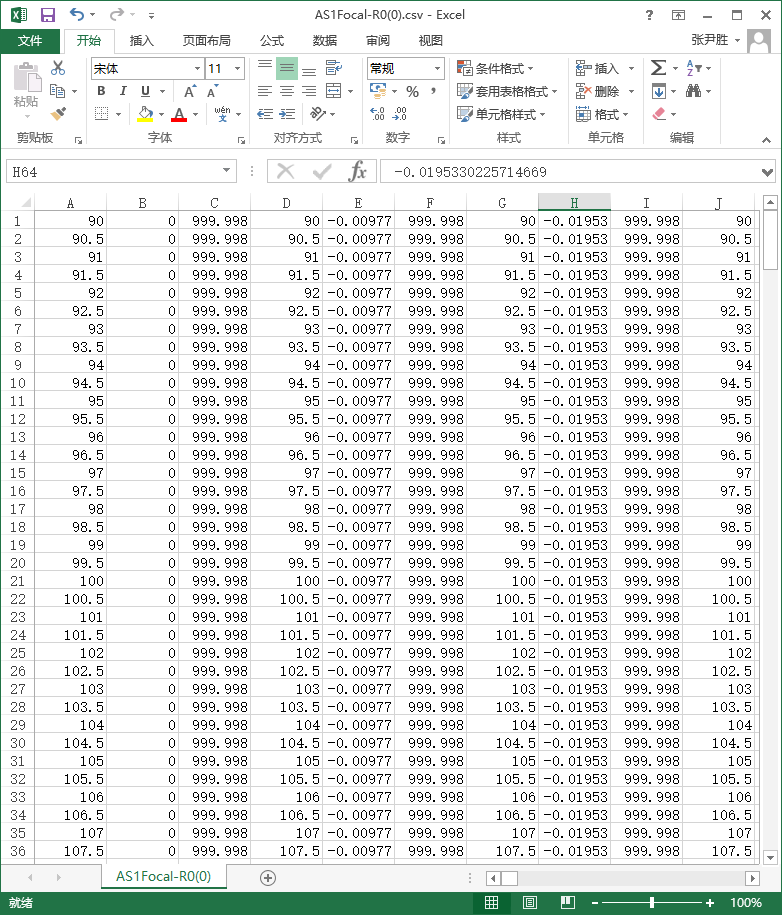 AS1Focal-R0(0).csv - Excel
?
文件 开始 插入 页面布局 公式 数据 审阅 视图 张尹胜
宋体 11 常规 条件格式 插入 Σ
粘贴 B I U A A % , 套用表格格式 删除
A wén 文 单元格样式 格式
剪贴板 字体 对齐方式 数字 样式 单元格 编辑
H64 fx -0.0195330225714669
A B C D E F G H I J
1 90 0 999.998 90 -0.00977 999.998 90 -0.01953 999.998 90
2 90.5 0 999.998 90.5 -0.00977 999.998 90.5 -0.01953 999.998 90.5
3 91 0 999.998 91 -0.00977 999.998 91 -0.01953 999.998 91
4 91.5 0 999.998 91.5 -0.00977 999.998 91.5 -0.01953 999.998 91.5
5 92 0 999.998 92 -0.00977 999.998 92 -0.01953 999.998 92
6 92.5 0 999.998 92.5 -0.00977 999.998 92.5 -0.01953 999.998 92.5
7 93 0 999.998 93 -0.00977 999.998 93 -0.01953 999.998 93
8 93.5 0 999.998 93.5 -0.00977 999.998 93.5 -0.01953 999.998 93.5
9 94 0 999.998 94 -0.00977 999.998 94 -0.01953 999.998 94
10 94.5 0 999.998 94.5 -0.00977 999.998 94.5 -0.01953 999.998 94.5
11 95 0 999.998 95 -0.00977 999.998 95 -0.01953 999.998 95
12 95.5 0 999.998 95.5 -0.00977 999.998 95.5 -0.01953 999.998 95.5
13 96 0 999.998 96 -0.00977 999.998 96 -0.01953 999.998 96
14 96.5 0 999.998 96.5 -0.00977 999.998 96.5 -0.01953 999.998 96.5
15 97 0 999.998 97 -0.00977 999.998 97 -0.01953 999.998 97
16 97.5 0 999.998 97.5 -0.00977 999.998 97.5 -0.01953 999.998 97.5
17 98 0 999.998 98 -0.00977 999.998 98 -0.01953 999.998 98
18 98.5 0 999.998 98.5 -0.00977 999.998 98.5 -0.01953 999.998 98.5
19 99 0 999.998 99 -0.00977 999.998 99 -0.01953 999.998 99
20 99.5 0 999.998 99.5 -0.00977 999.998 99.5 -0.01953 999.998 99.5
21 100 0 999.998 100 -0.00977 999.998 100 -0.01953 999.998 100
22 100.5 0 999.998 100.5 -0.00977 999.998 100.5 -0.01953 999.998 100.5
23 101 0 999.998 101 -0.00977 999.998 101 -0.01953 999.998 101
24 101.5 0 999.998 101.5 -0.00977 999.998 101.5 -0.01953 999.998 101.5
25 102 0 999.998 102 -0.00977 999.998 102 -0.01953 999.998 102
26 102.5 0 999.998 102.5 -0.00977 999.998 102.5 -0.01953 999.998 102.5
27 103 0 999.998 103 -0.00977 999.998 103 -0.01953 999.998 103
28 103.5 0 999.998 103.5 -0.00977 999.998 103.5 -0.01953 999.998 103.5
29 104 0 999.998 104 -0.00977 999.998 104 -0.01953 999.998 104
30 104.5 0 999.998 104.5 -0.00977 999.998 104.5 -0.01953 999.998 104.5
31 105 0 999.998 105 -0.00977 999.998 105 -0.01953 999.998 105
32 105.5 0 999.998 105.5 -0.00977 999.998 105.5 -0.01953 999.998 105.5
33 106 0 999.998 106 -0.00977 999.998 106 -0.01953 999.998 106
34 106.5 0 999.998 106.5 -0.00977 999.998 106.5 -0.01953 999.998 106.5
35 107 0 999.998 107 -0.00977 999.998 107 -0.01953 999.998 107
36 107.5 0 999.998 107.5 -0.00977 999.998 107.5 -0.01953 999.998 107.5
AS1Focal-R0(0)
就绪 100%